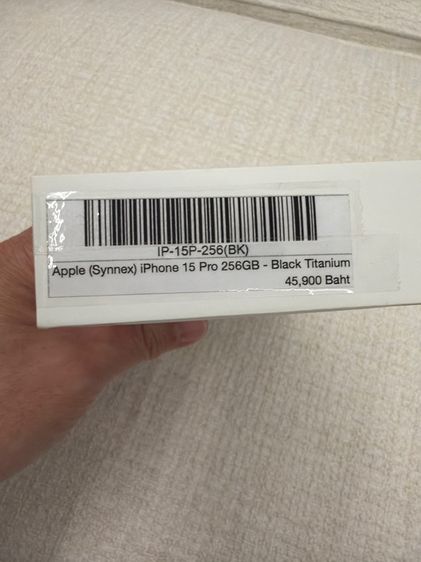 IP-15P-256(BK)
Apple (Synnex) iPhone 15 Pro 256GB - Black Titanium
45,900 Baht